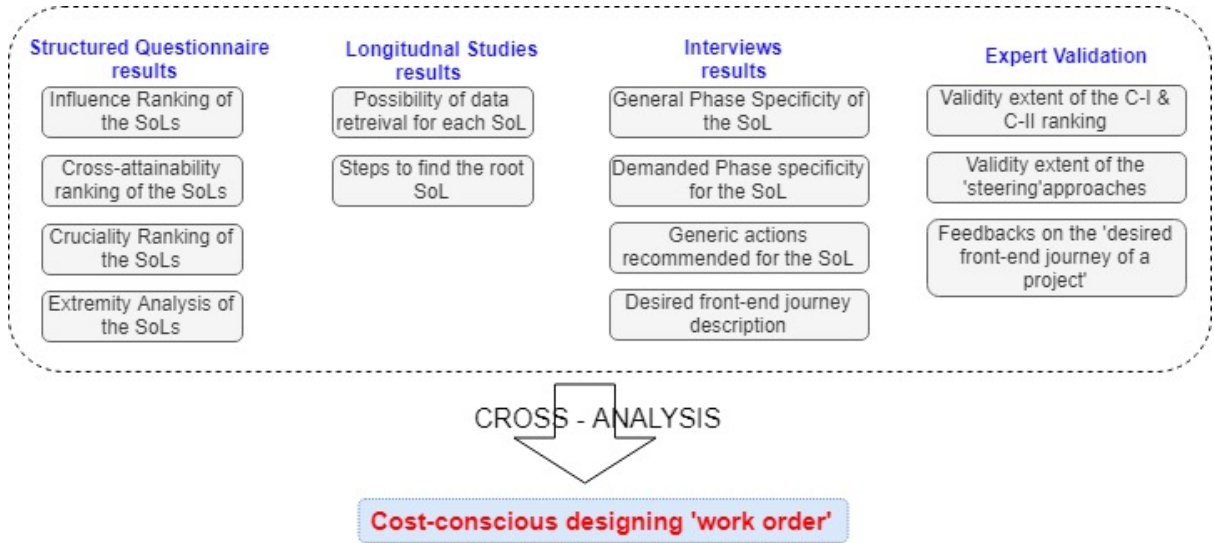 Structured Questionnaire
results
Influence Ranking of
the SoLs
Cross-attainability
ranking of the SoLs
Cruciality Ranking of
the SoLs
Extremity Analysis of
the SoLs
Longitudnal Studies
results
Possibility of data
retreival for each SoL
Steps to find the root
SoL
Interviews
results
General Phase Specificity of
the SoL
Demanded Phase specificity
for the SoL
Generic actions
recommended for the SoL
Desired front-end journey
description
Expert Validation
Validity extent of the C-I &
C-II ranking
Validity extent of the
'steering'approaches
Feedbacks on the 'desired
front-end journey of a
project'
CROSS - ANALYSIS
Cost-conscious designing 'work order'